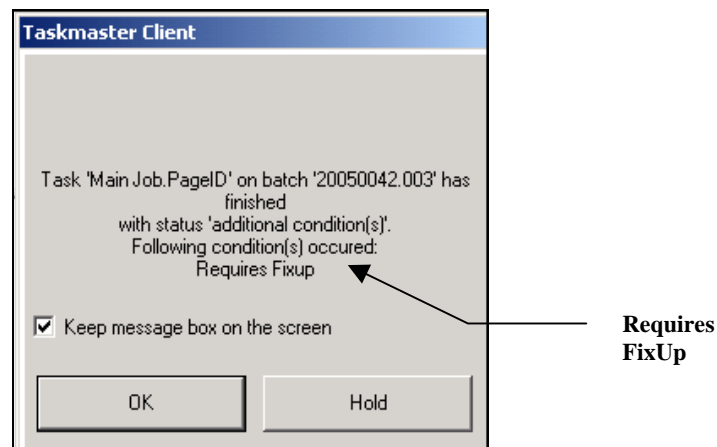 Taskmaster Client
Task 'Main Job.PageID' on batch '20050042.003' has
finished
with status 'additional condition(s)'.
Following condition(s) occured:
Requires Fixup
Keep message box on the screen
OK
Hold
Requires
FixUp